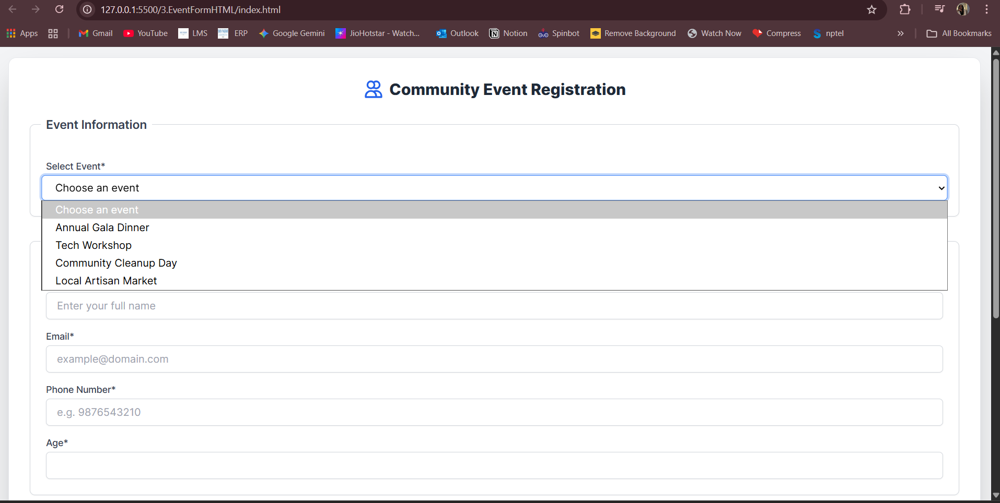 127.0.0.1:5500/3.EventFormHTML/index.html
Apps Gmail YouTube LMS ERP Google Gemini JioHotstar - Watch... Outlook Notion Spinbot Remove Background Watch Now Compress nptel » All Bookmarks
Community Event Registration
Event Information
Select Event*
Choose an event
Choose an event
Annual Gala Dinner
Tech Workshop
Community Cleanup Day
Local Artisan Market
Enter your full name
Email*
example@domain.com
Phone Number*
e.g. 9876543210
Age*